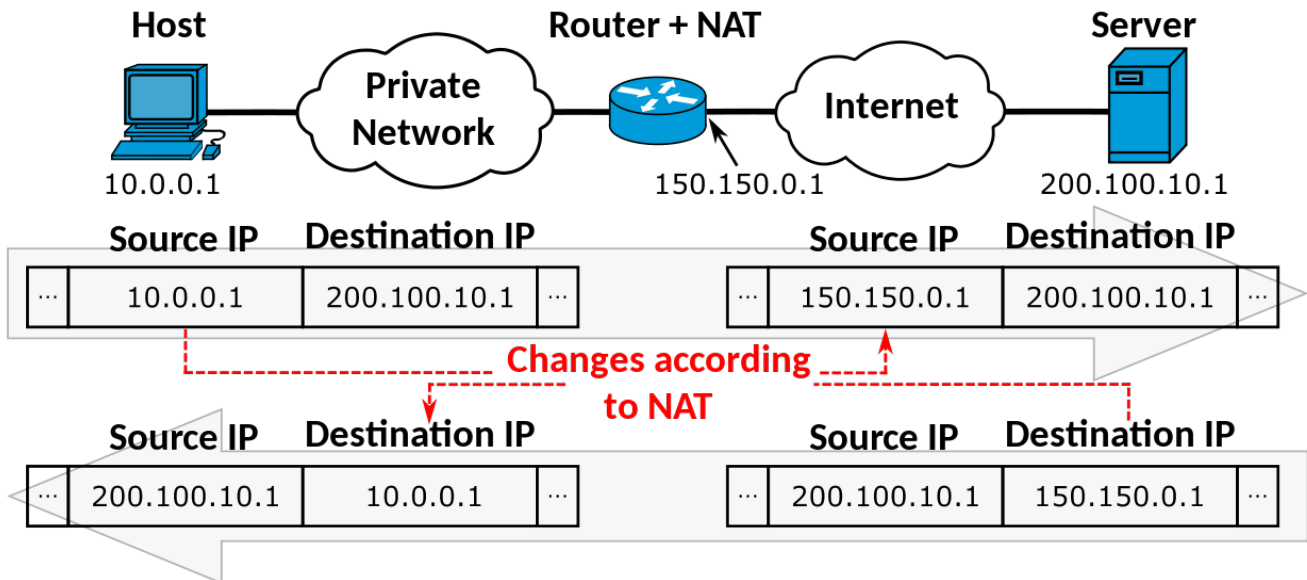 Host Router + NAT Server
Private
Network
Internet
10.0.0.1 150.150.0.1 200.100.10.1
Source IP Destination IP Source IP Destination IP
... 10.0.0.1 200.100.10.1 ... ... 150.150.0.1 200.100.10.1 ...
Changes according
to NAT
Source IP Destination IP Source IP Destination IP
... 200.100.10.1 10.0.0.1 ... ... 200.100.10.1 150.150.0.1 ...